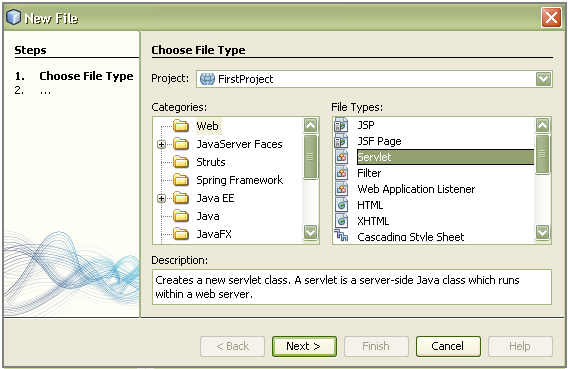 New File
Steps
1. Choose File Type
2. ...
Choose File Type
Project: FirstProject
Categories:
Web
JavaServer Faces
Struts
Spring Framework
Java EE
Java
JavaFX
File Types:
JSP
JSF Page
Servlet
Filter
Web Application Listener
HTML
XHTML
Cascading Style Sheet
Description:
Creates a new servlet class. A servlet is a server-side Java class which runs
within a web server.
< Back
Next >
Finish
Cancel
Help